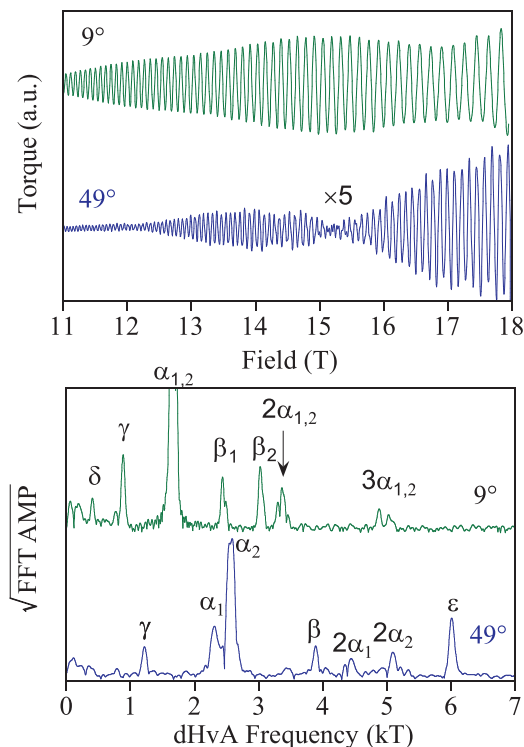 9°
49°
×5
Torque (a.u.)
11 12 13 14 15 16 17 18
Field (T)
α1,2
2α1,2
γ
β1 β2
δ
3α1,2
9°
α2
α1
ε
γ
β
2α1
2α2
49°
√FFT AMP
0 1 2 3 4 5 6 7
dHvA Frequency (kT)